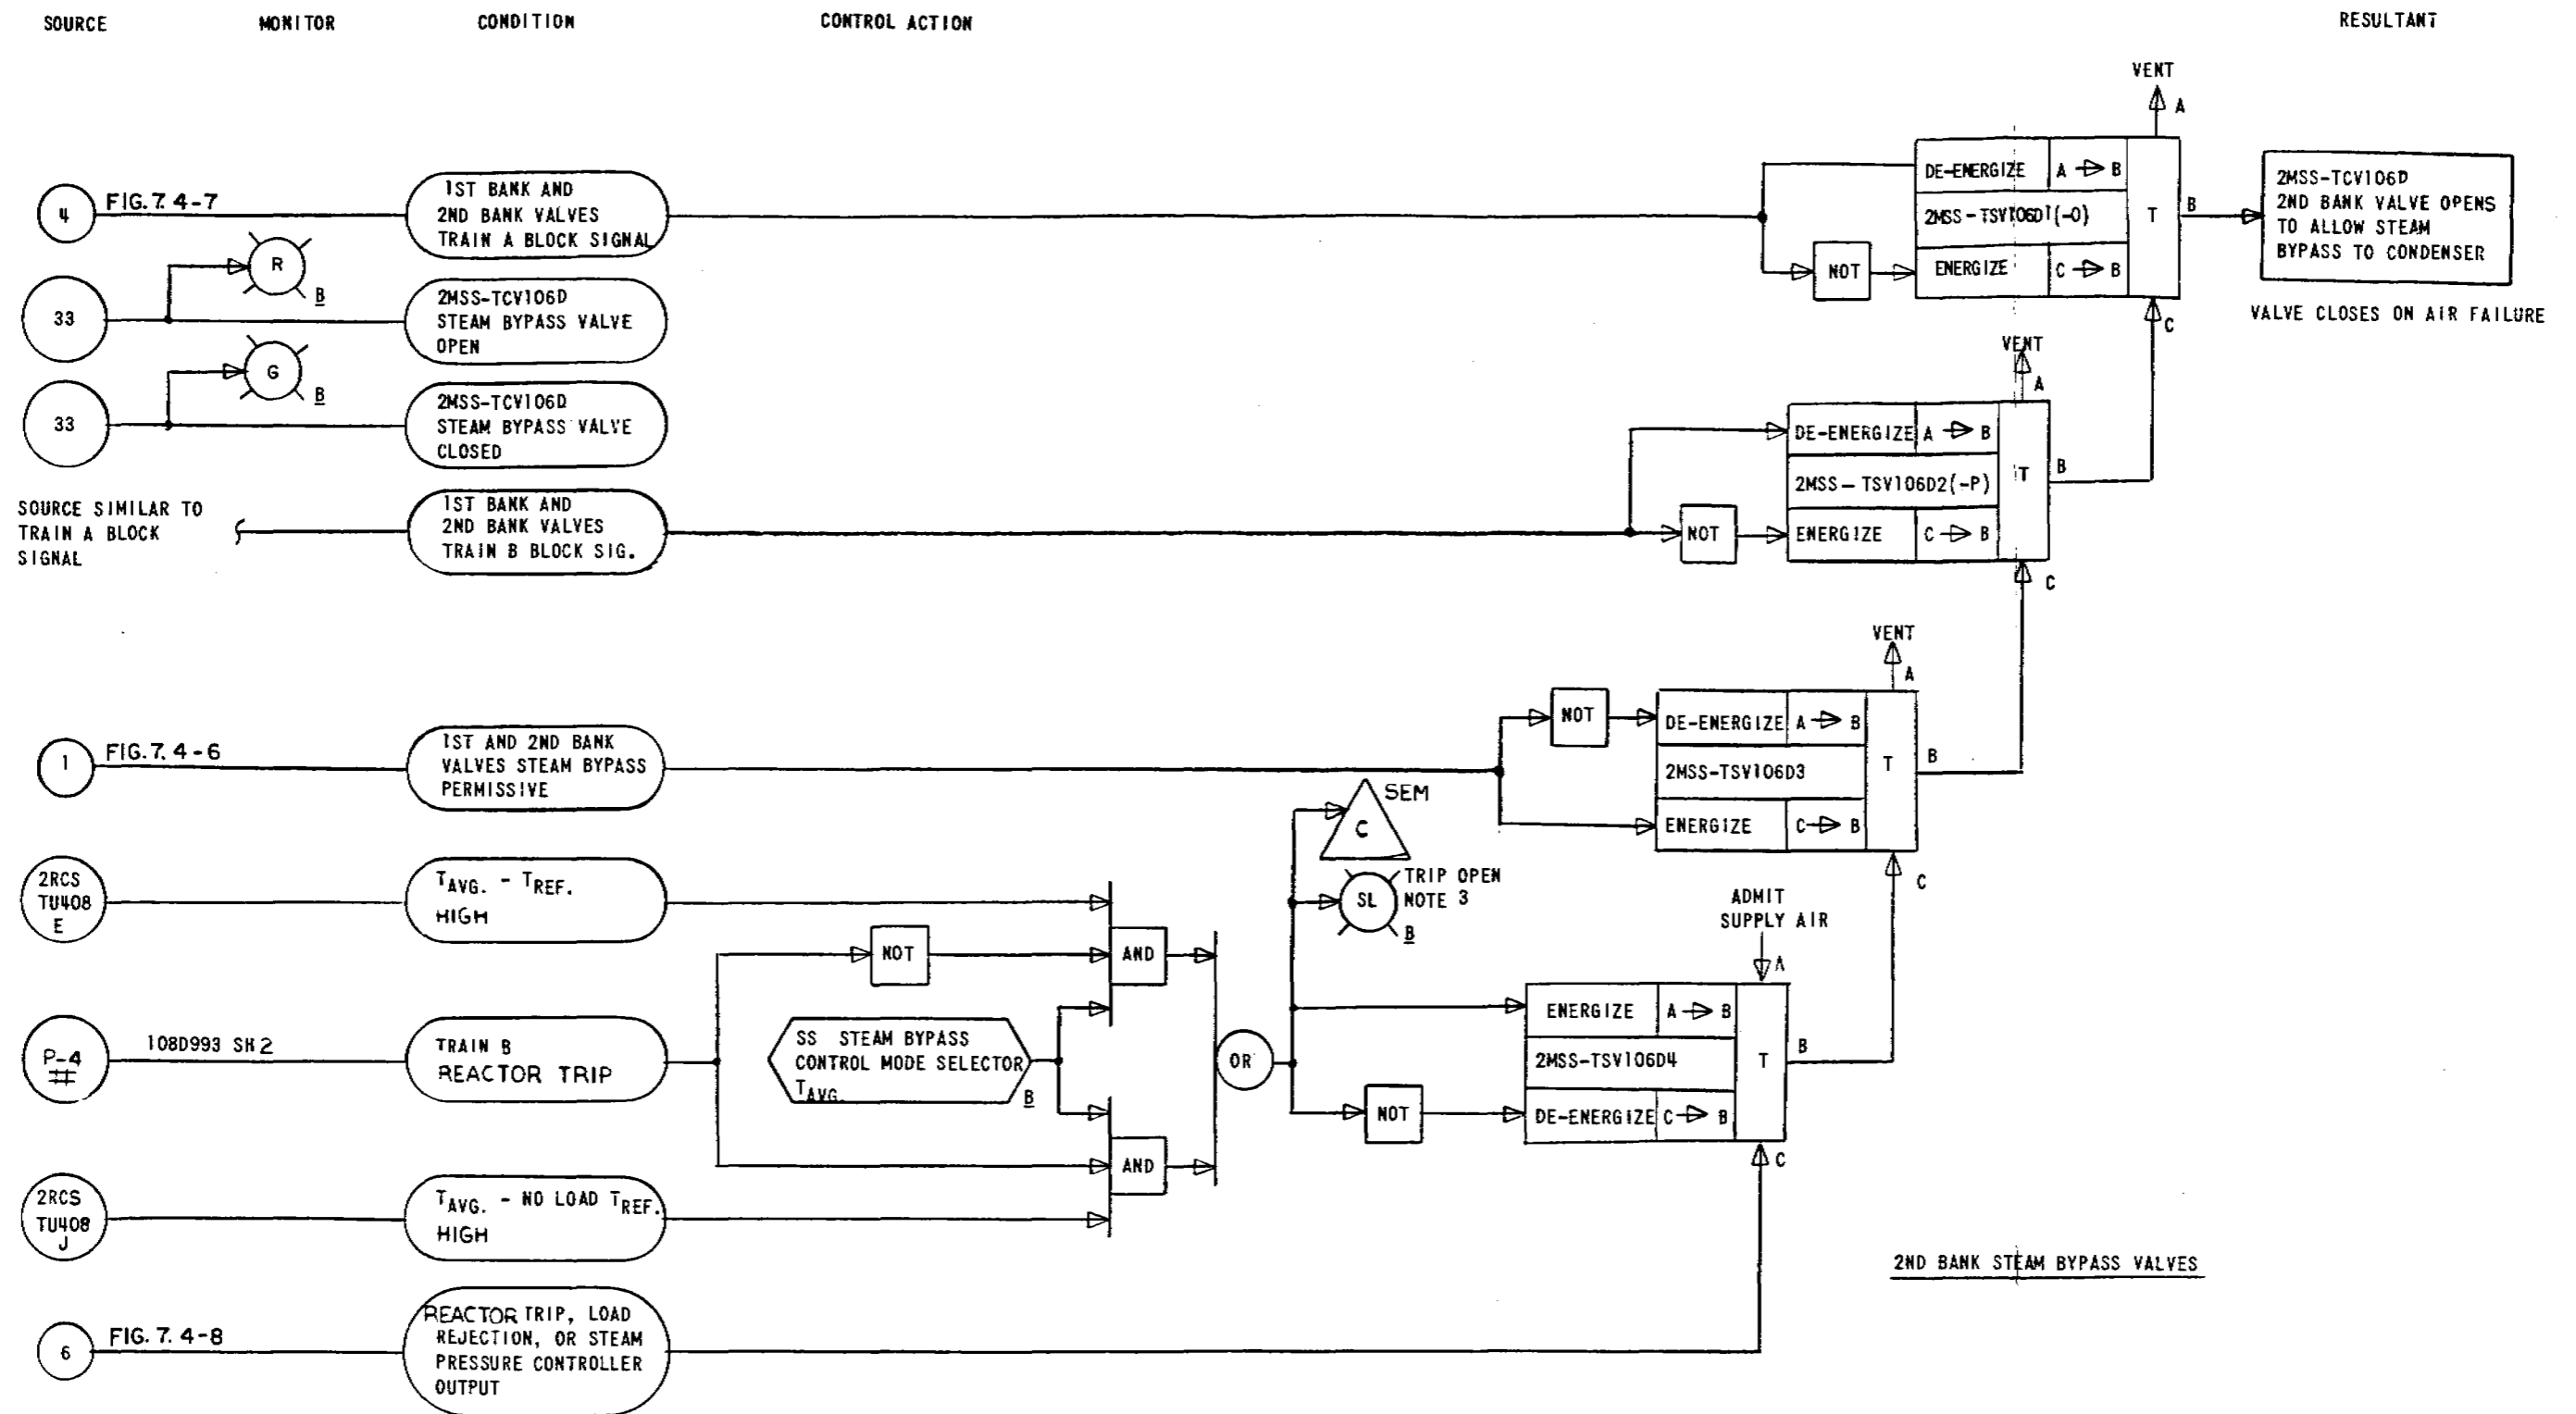 SOURCE
MONITOR
CONDITION
CONTROL ACTION
RESULTANT
VENT
A
DE-ENERGIZE
A
B
2MSS-TSV106D1(-O)
T
B
ENERGIZE
C
B
NOT
C
2MSS-TCV106D
2ND BANK VALVE OPENS
TO ALLOW STEAM
BYPASS TO CONDENSER
VALVE CLOSES ON AIR FAILURE
4
FIG.7.4-7
1ST BANK AND
2ND BANK VALVES
TRAIN A BLOCK SIGNAL
R
B
33
2MSS-TCV106D
STEAM BYPASS VALVE
OPEN
G
B
33
2MSS-TCV106D
STEAM BYPASS VALVE
CLOSED
VENT
A
DE-ENERGIZE
A
B
2MSS-TSV106D2(-P)
T
B
ENERGIZE
C
B
NOT
C
SOURCE SIMILAR TO
TRAIN A BLOCK
SIGNAL
1ST BANK AND
2ND BANK VALVES
TRAIN B BLOCK SIG.
VENT
A
NOT
DE-ENERGIZE
A
B
2MSS-TSV106D3
T
B
ENERGIZE
C
B
C
1
FIG.7.4-6
1ST AND 2ND BANK
VALVES STEAM BYPASS
PERMISSIVE
SEM
C
TRIP OPEN
NOTE 3
SL
B
ADMIT
SUPPLY AIR
A
2RCS
TU408
E
TAVG. - TREF.
HIGH
NOT
AND
P-4
#
108D993 SH2
TRAIN B
REACTOR TRIP
SS STEAM BYPASS
CONTROL MODE SELECTOR
TAVG.
B
OR
ENERGIZE
A
B
2MSS-TSV106D4
T
B
NOT
DE-ENERGIZE
C
B
C
AND
2RCS
TU408
J
TAVG. - NO LOAD TREF.
HIGH
2ND BANK STEAM BYPASS VALVES
6
FIG.7.4-8
REACTOR TRIP, LOAD
REJECTION, OR STEAM
PRESSURE CONTROLLER
OUTPUT